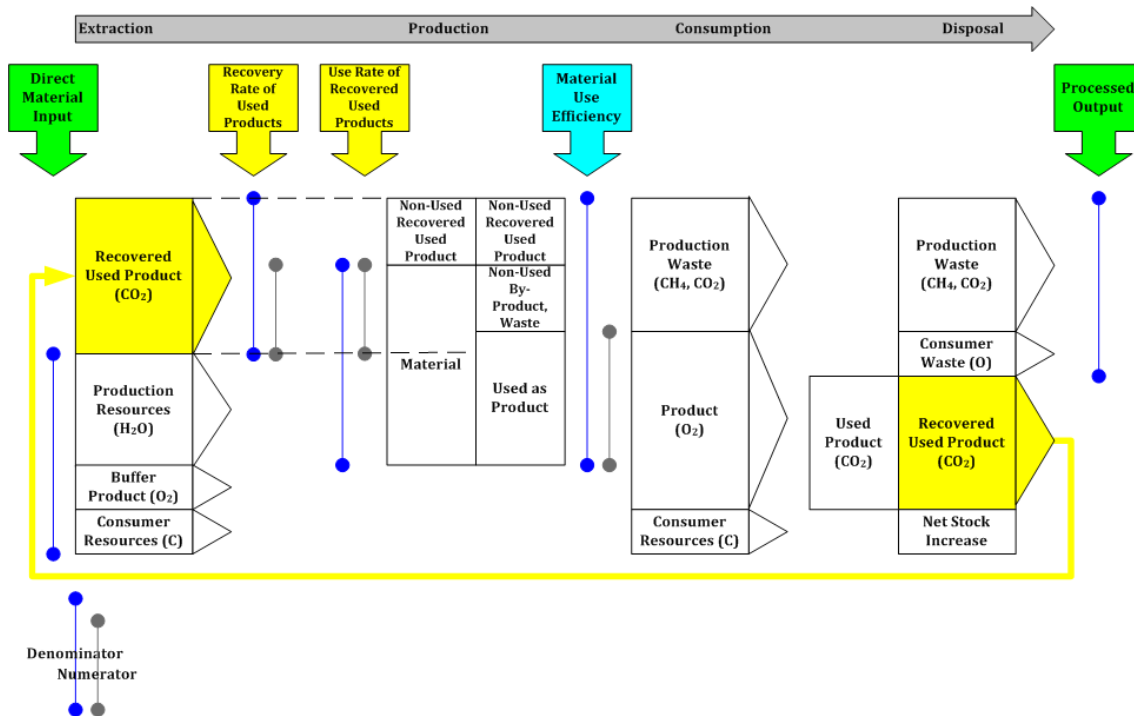 Extraction
Production
Consumption
Disposal
Direct
Material
Input
Recovery
Rate of
Used
Products
Use Rate of
Recovered
Used
Products
Material
Use
Efficiency
Processed
Output
Recovered
Used Product
(CO₂)
Production
Resources
(H₂O)
Buffer
Product (O₂)
Consumer
Resources (C)
Non-Used
Recovered
Used
Product
Material
Non-Used
Recovered
Used
Product
Non-Used
By-
Product,
Waste
Used as
Product
Production
Waste
(CH₄, CO₂)
Product
(O₂)
Consumer
Resources (C)
Production
Waste
(CH₄, CO₂)
Consumer
Waste (O)
Used
Product
(CO₂)
Recovered
Used Product
(CO₂)
Net Stock
Increase
Denominator
Numerator